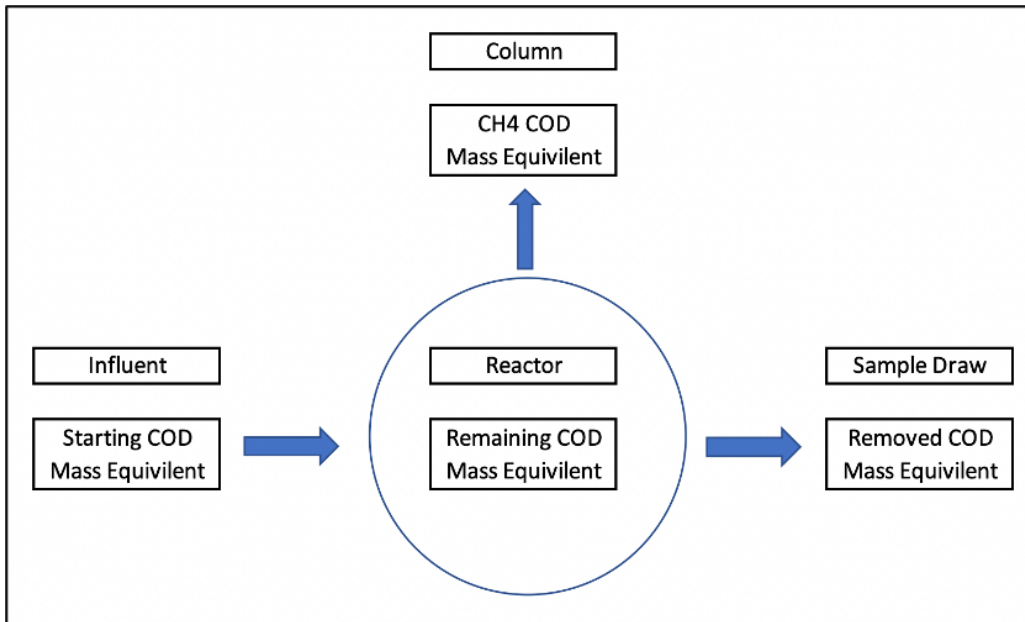 Column
CH4 COD
Mass Equivilent
Influent
Reactor
Sample Draw
Starting COD
Mass Equivilent
Remaining COD
Mass Equivilent
Removed COD
Mass Equivilent